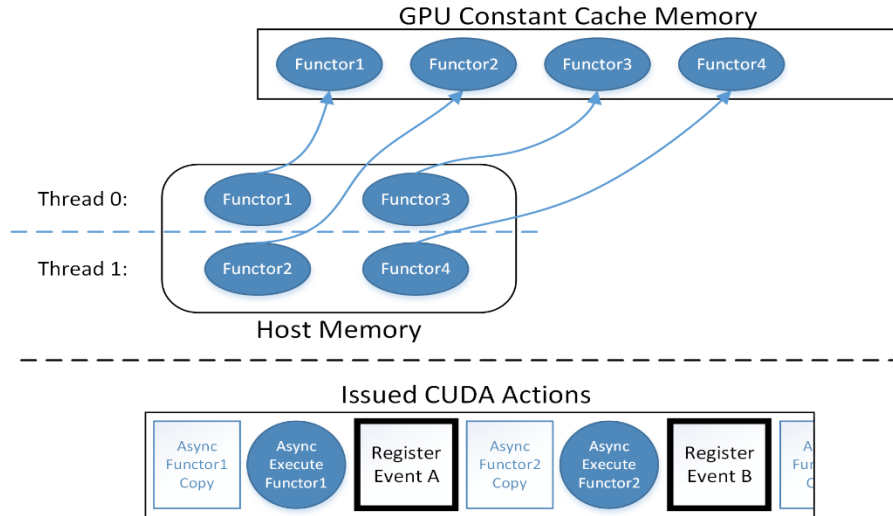 GPU Constant Cache Memory
Functor1 Functor2 Functor3 Functor4
Thread 0: Functor1 Functor3
Thread 1: Functor2 Functor4
Host Memory
Issued CUDA Actions
Async
Functor1
Copy
Async
Execute
Functor1
Register
Event A
Async
Functor2
Copy
Async
Execute
Functor2
Register
Event B